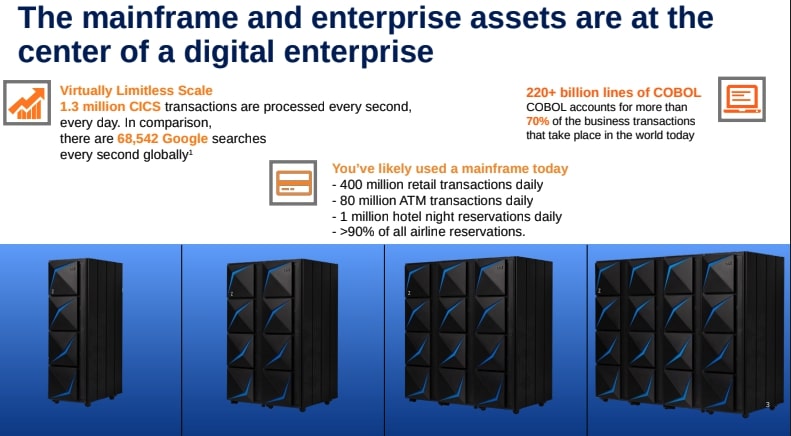 The mainframe and enterprise assets are at the
center of a digital enterprise
Virtually Limitless Scale
1.3 million CICS transactions are processed every second,
every day. In comparison,
there are 68,542 Google searches
every second globally¹
220+ billion lines of COBOL
COBOL accounts for more than
70% of the business transactions
that take place in the world today
You've likely used a mainframe today
- 400 million retail transactions daily
- 80 million ATM transactions daily
- 1 million hotel night reservations daily
- >90% of all airline reservations.
3